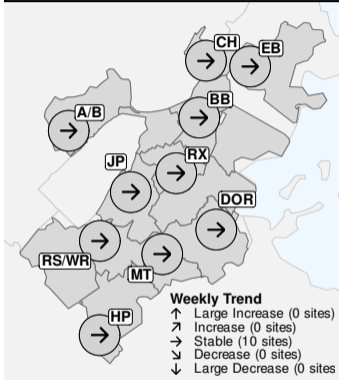 CH
EB
BB
A/B
RX
JP
DOR
RS/WR
MT
HP
Weekly Trend
↑ Large Increase (0 sites)
↗ Increase (0 sites)
→ Stable (10 sites)
↘ Decrease (0 sites)
↓ Large Decrease (0 sites